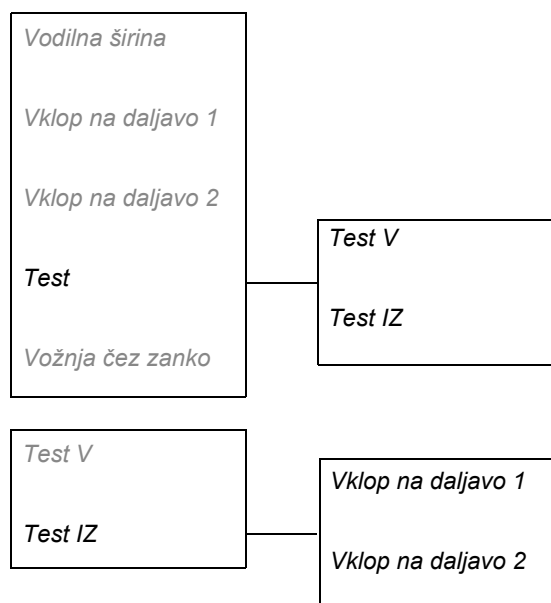 Vodilna širina
Vklop na daljavo 1
Vklop na daljavo 2
Test
Vožnja čez zanko
Test V
Test IZ
Test V
Test IZ
Vklop na daljavo 1
Vklop na daljavo 2